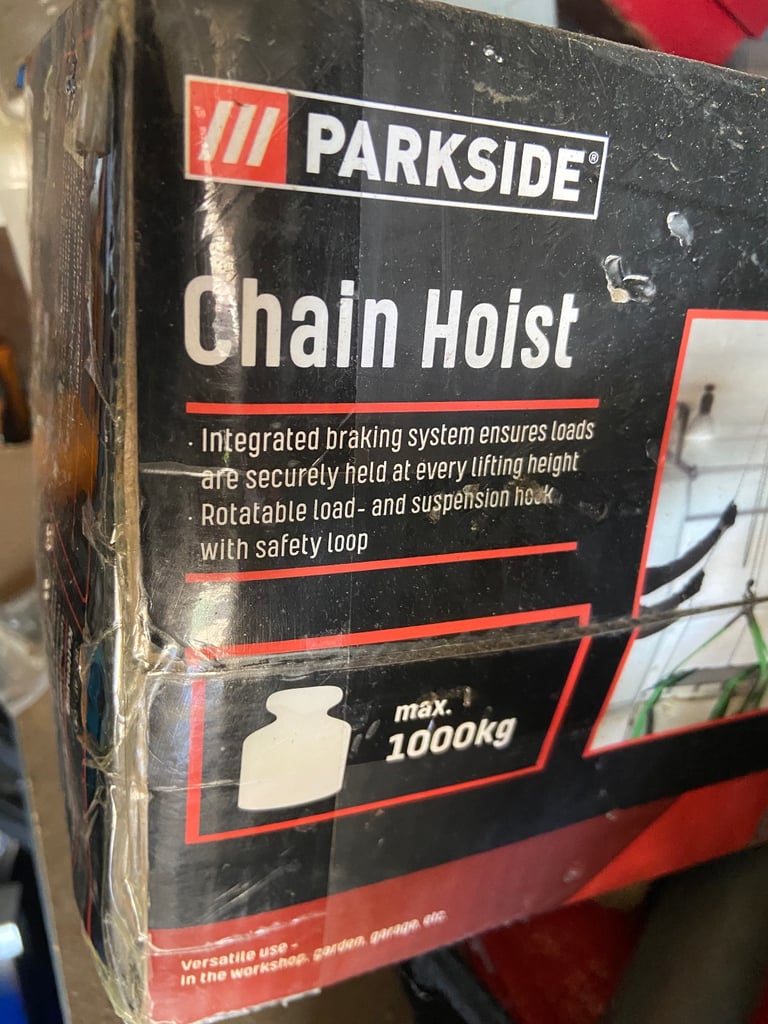 PARKSIDE®
Chain Hoist
· Integrated braking system ensures loads
are securely held at every lifting height
· Rotatable load- and suspension hook
with safety loop
max.
1000kg
Versatile use -
in the workshop, garden, garage, etc.